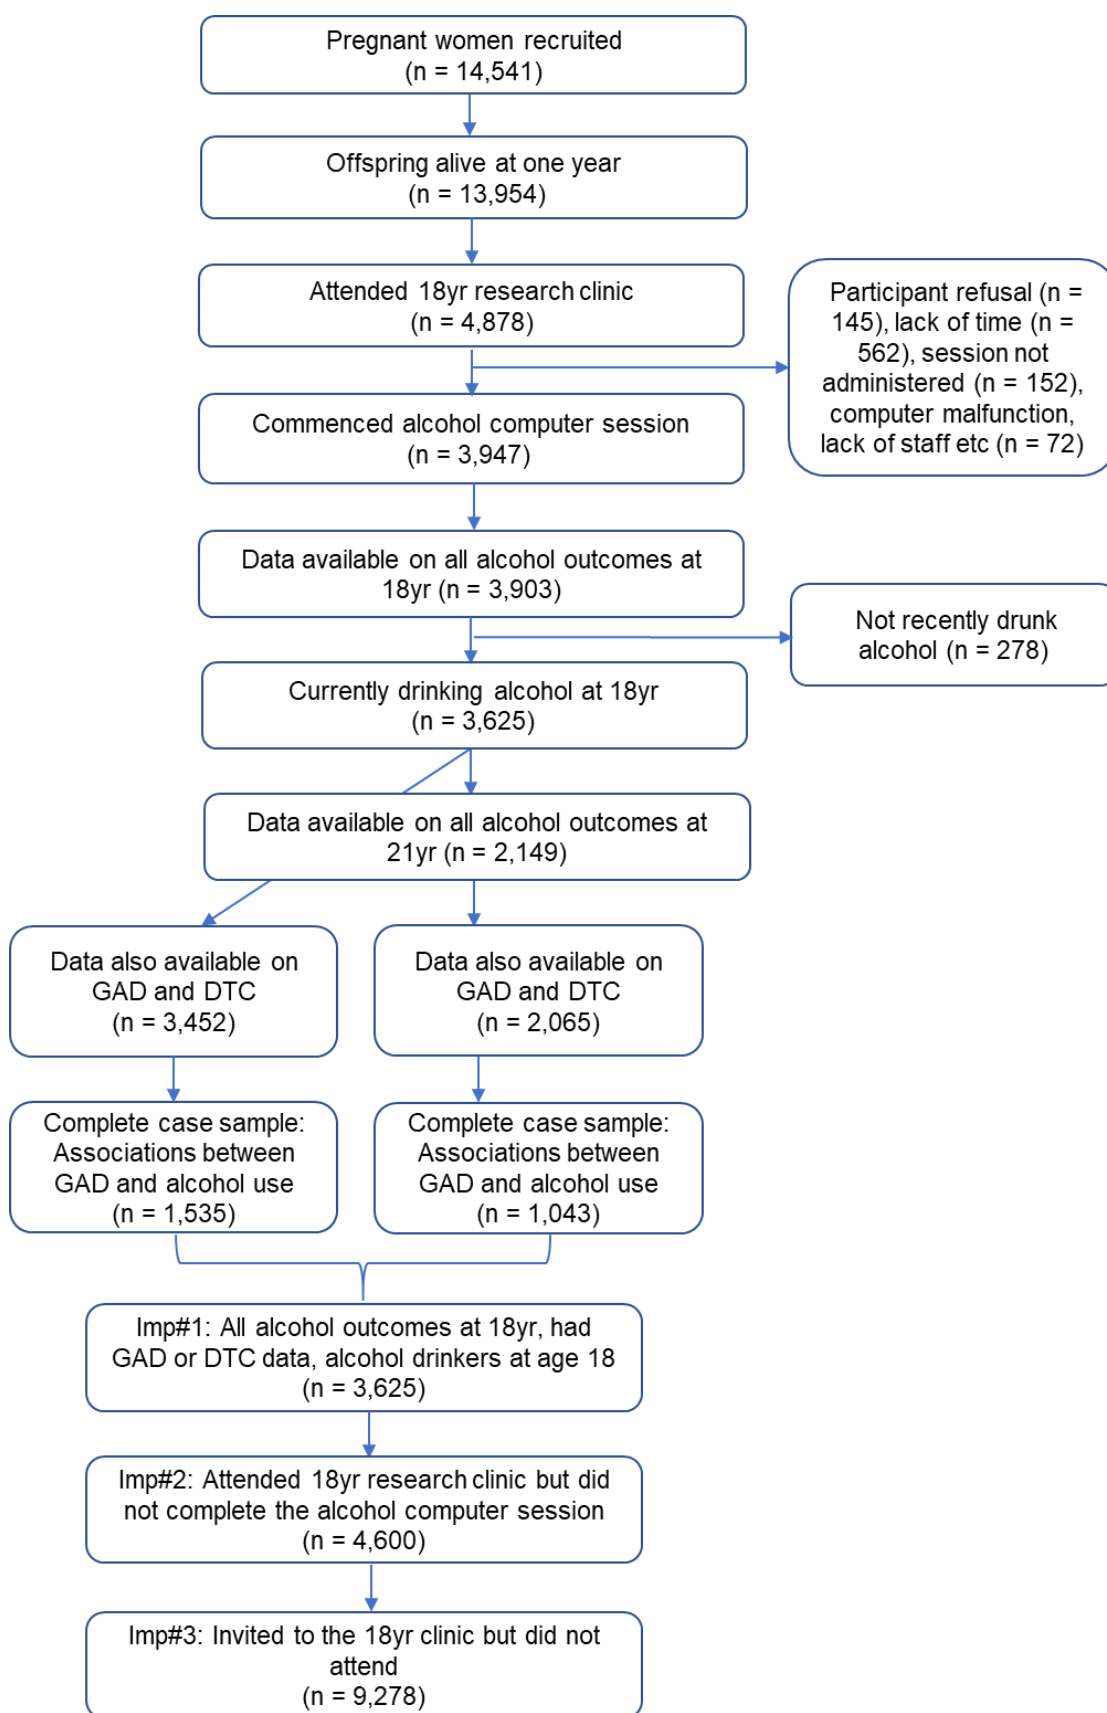 Pregnant women recruited
(n = 14,541)
Offspring alive at one year
(n = 13,954)
Attended 18yr research clinic
(n = 4,878)
Participant refusal (n =
145), lack of time (n =
562), session not
administered (n = 152),
computer malfunction,
lack of staff etc (n = 72)
Commenced alcohol computer session
(n = 3,947)
Data available on all alcohol outcomes at
18yr (n = 3,903)
Not recently drunk
alcohol (n = 278)
Currently drinking alcohol at 18yr
(n = 3,625)
Data available on all alcohol outcomes at
21yr (n = 2,149)
Data also available on
GAD and DTC
(n = 3,452)
Data also available on
GAD and DTC
(n = 2,065)
Complete case sample:
Associations between
GAD and alcohol use
(n = 1,535)
Complete case sample:
Associations between
GAD and alcohol use
(n = 1,043)
Imp#1: All alcohol outcomes at 18yr, had
GAD or DTC data, alcohol drinkers at age 18
(n = 3,625)
Imp#2: Attended 18yr research clinic but did
not complete the alcohol computer session
(n = 4,600)
Imp#3: Invited to the 18yr clinic but did not
attend
(n = 9,278)